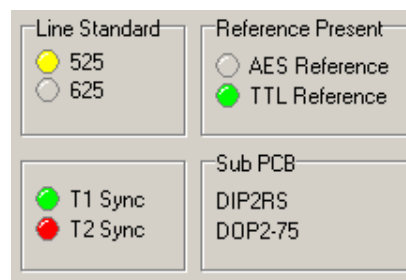 Line Standard
525
625
Reference Present
AES Reference
TTL Reference
T1 Sync
T2 Sync
Sub PCB
DIP2RS
DOP2-75